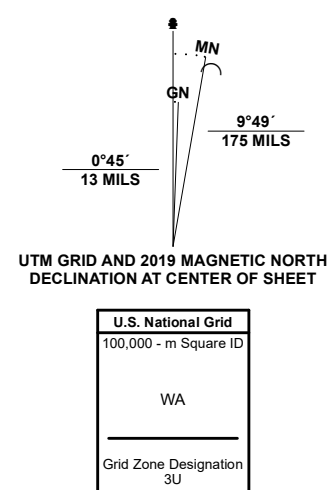 MN
GN
9°49´
175 MILS
0°45´
13 MILS
UTM GRID AND 2019 MAGNETIC NORTH
DECLINATION AT CENTER OF SHEET
U.S. National Grid
100,000 - m Square ID
WA
Grid Zone Designation
3U